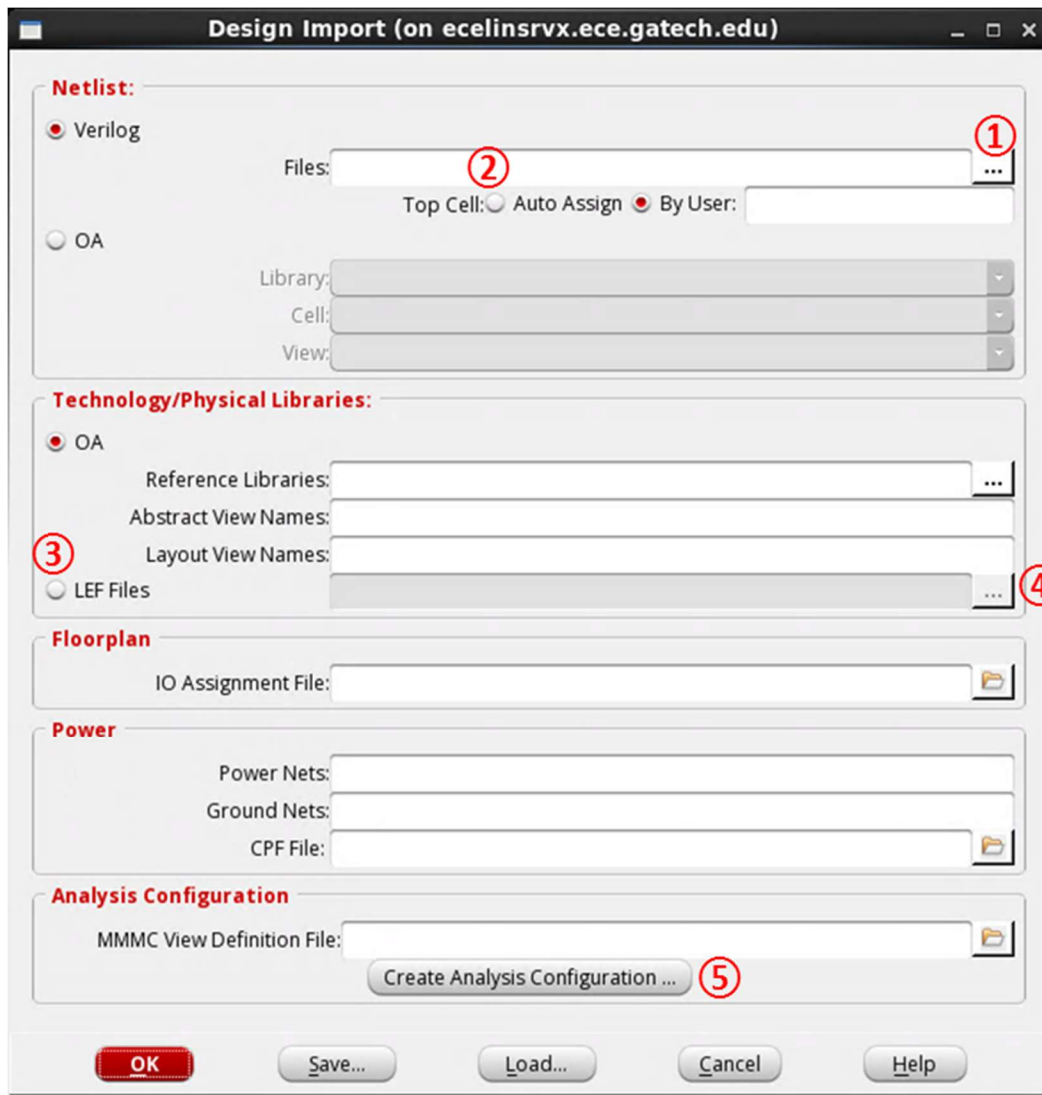 Design Import (on ecelinsrvx.ece.gatech.edu)
Netlist:
Verilog
①
Files: ② ...
Top Cell: Auto Assign By User:
OA
Library:
Cell:
View:
Technology/Physical Libraries:
OA
Reference Libraries: ...
Abstract View Names:
③ Layout View Names:
LEF Files ... ④
Floorplan
IO Assignment File:
Power
Power Nets:
Ground Nets:
CPF File:
Analysis Configuration
MMMC View Definition File:
Create Analysis Configuration ... ⑤
OK Save... Load... Cancel Help